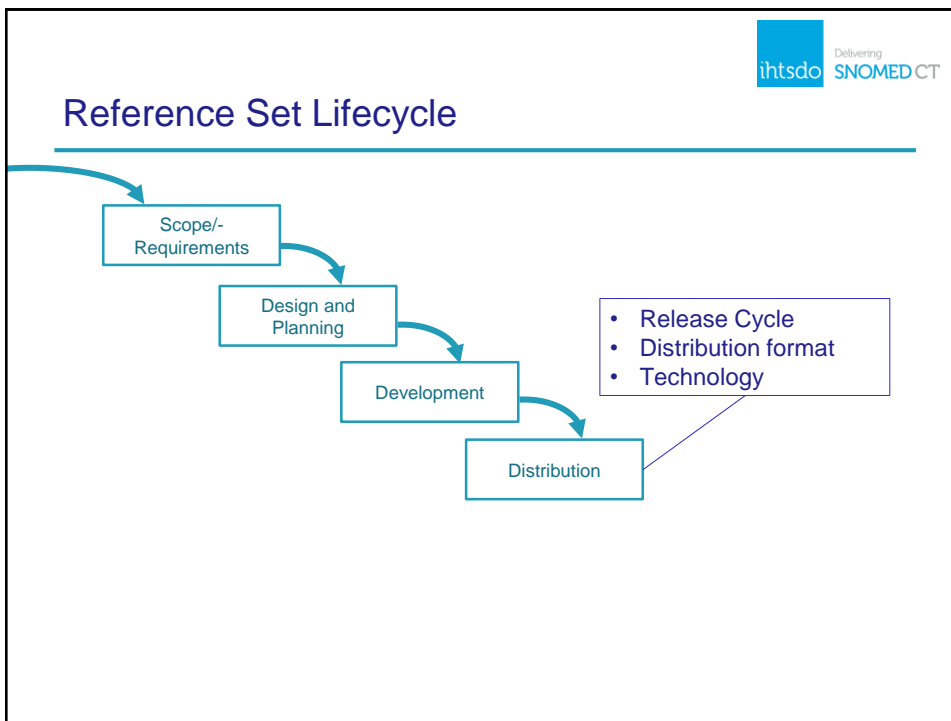 ihtsdo
Delivering
SNOMED CT
Reference Set Lifecycle
Scope/-
Requirements
Design and
Planning
Development
Distribution
• Release Cycle
• Distribution format
• Technology